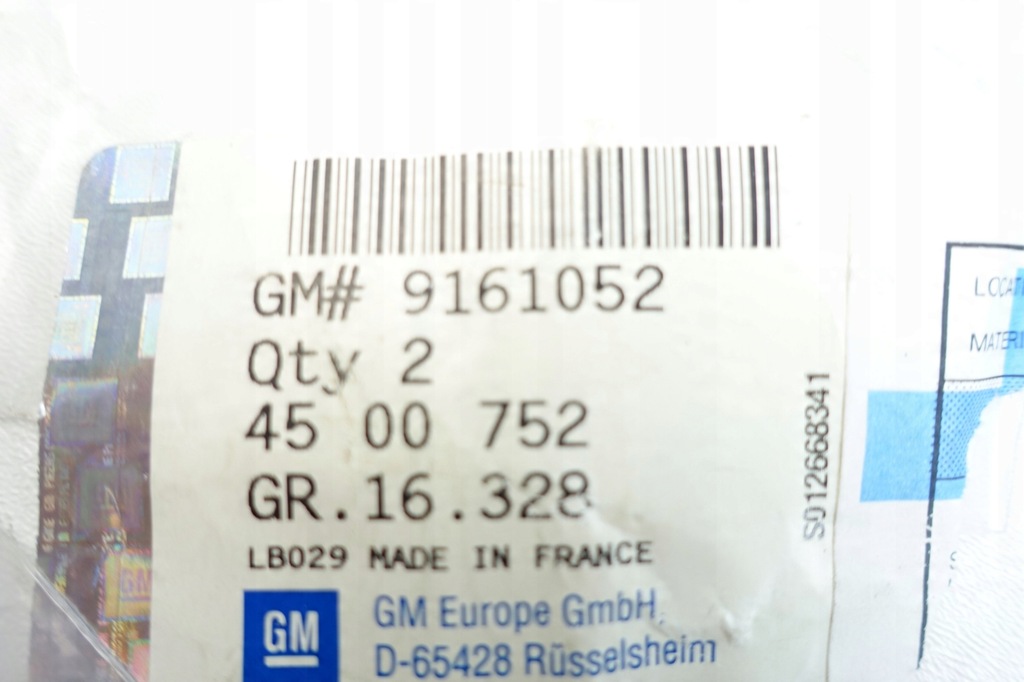 GM# 9161052
Qty 2
45 00 752
GR.16.328
LB029 MADE IN FRANCE
GM
GM Europe GmbH
D-65428 Rüsselsheim
S012668341
GM